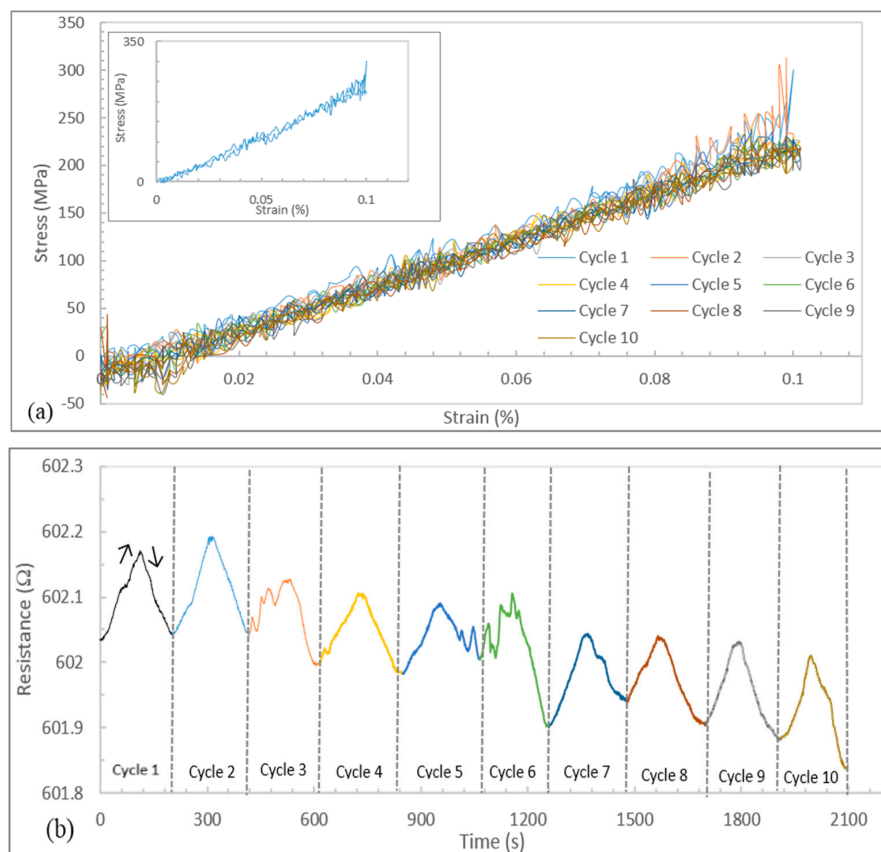 350
300
250
200
150
100
50
0
-50
Stress (MPa)
350
0
Stress (MPa)
0
0.05
0.1
Strain (%)
Cycle 1
Cycle 2
Cycle 3
Cycle 4
Cycle 5
Cycle 6
Cycle 7
Cycle 8
Cycle 9
Cycle 10
0
0.02
0.04
0.06
0.08
0.1
Strain (%)
(a)
602.3
602.2
602.1
602
601.9
601.8
Resistance (Ω)
Cycle 1
Cycle 2
Cycle 3
Cycle 4
Cycle 5
Cycle 6
Cycle 7
Cycle 8
Cycle 9
Cycle 10
0
300
600
900
1200
1500
1800
2100
Time (s)
(b)